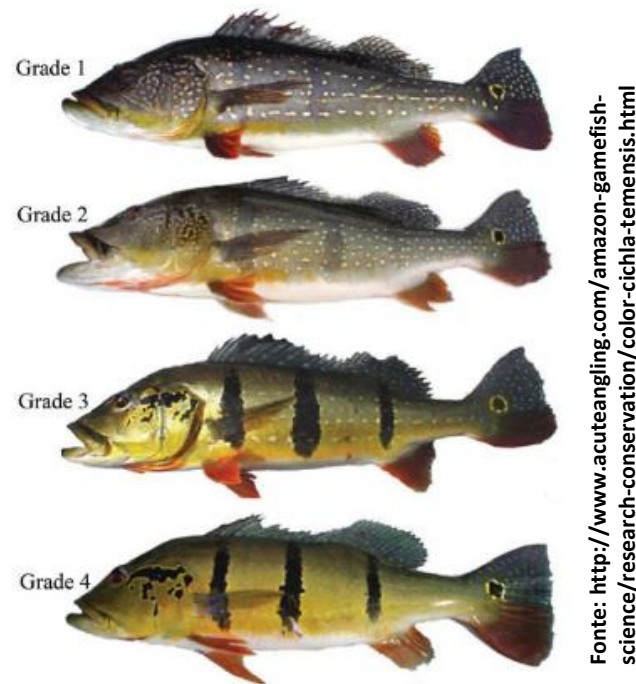 Grade 1
Grade 2
Grade 3
Grade 4
Fonte: http://www.acuteangling.com/amazon-gamefish-
science/research-conservation/color-cichla-temensis.html